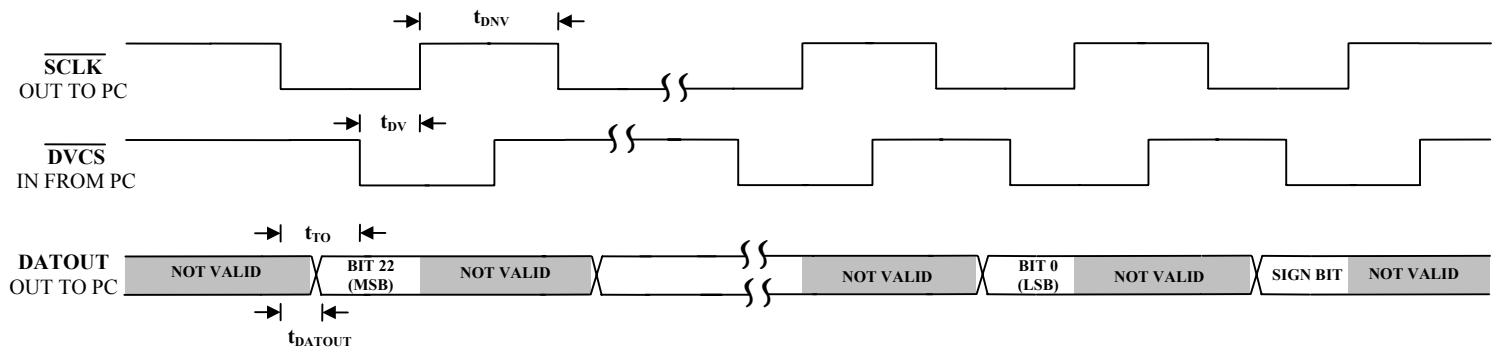 tDNV
SCLK
OUT TO PC
tDV
DVCS
IN FROM PC
tTO
DATOUT
OUT TO PC
NOT VALID
BIT 22
(MSB)
NOT VALID
NOT VALID
BIT 0
(LSB)
NOT VALID
SIGN BIT
NOT VALID
tDATOUT